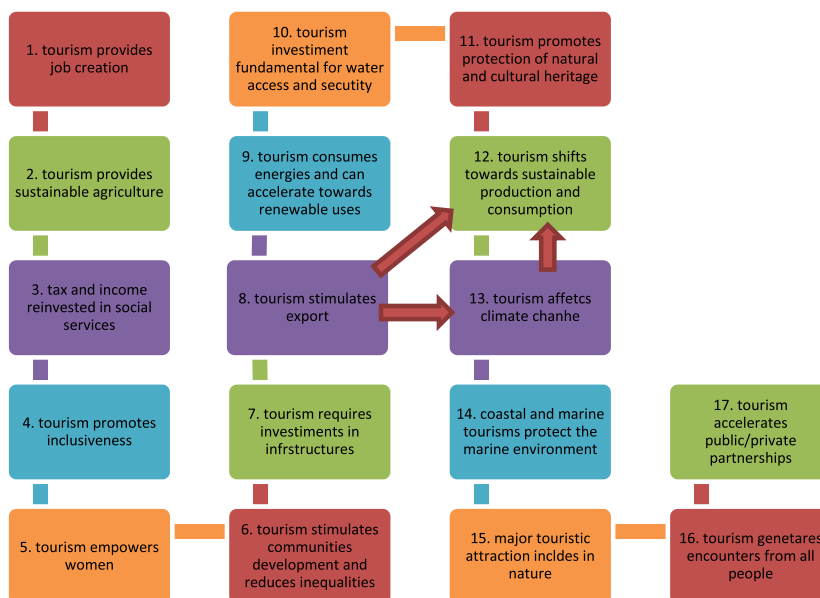 1. tourism provides
job creation
2. tourism provides
sustainable agriculture
3. tax and income
reinvested in social
services
4. tourism promotes
inclusiveness
5. tourism empowers
women
6. tourism stimulates
communities
development and
reduces inequalities
7. tourism requires
investiments in
infrstructures
8. tourism stimulates
export
9. tourism consumes
energies and can
accelerate towards
renewable uses
10. tourism
investiment
fundamental for water
access and secutity
11. tourism promotes
protection of natural
and cultural heritage
12. tourism shifts
towards sustainable
production and
consumption
13. tourism affetcs
climate chanhe
14. coastal and marine
tourisms protect the
marine environment
15. major touristic
attraction incldes in
nature
16. tourism genetares
encounters from all
people
17. tourism
accelerates
public/private
partnerships